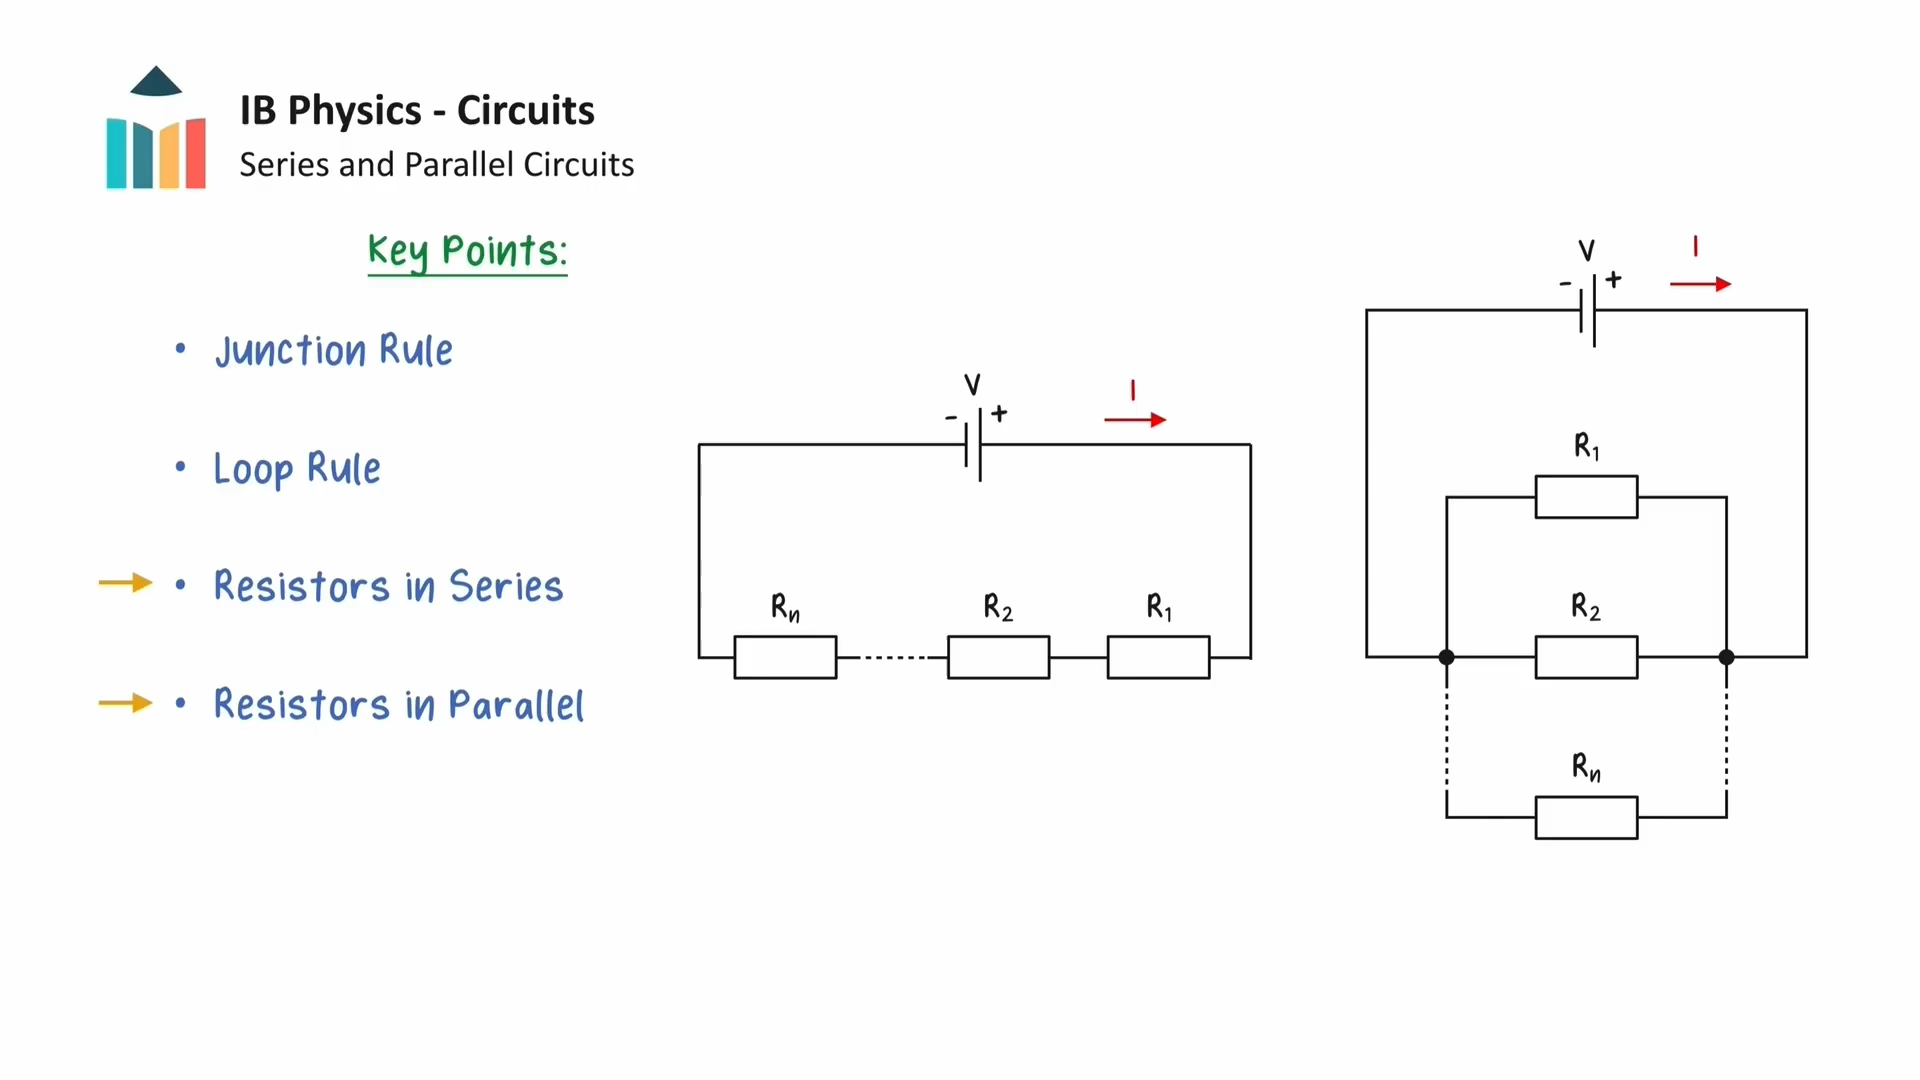 IB Physics - Circuits
Series and Parallel Circuits
Key Points:
• Junction Rule
• Loop Rule
• Resistors in Series
• Resistors in Parallel
V
- +
I
Rₙ
R₂
R₁
V
- +
I
R₁
R₂
Rₙ